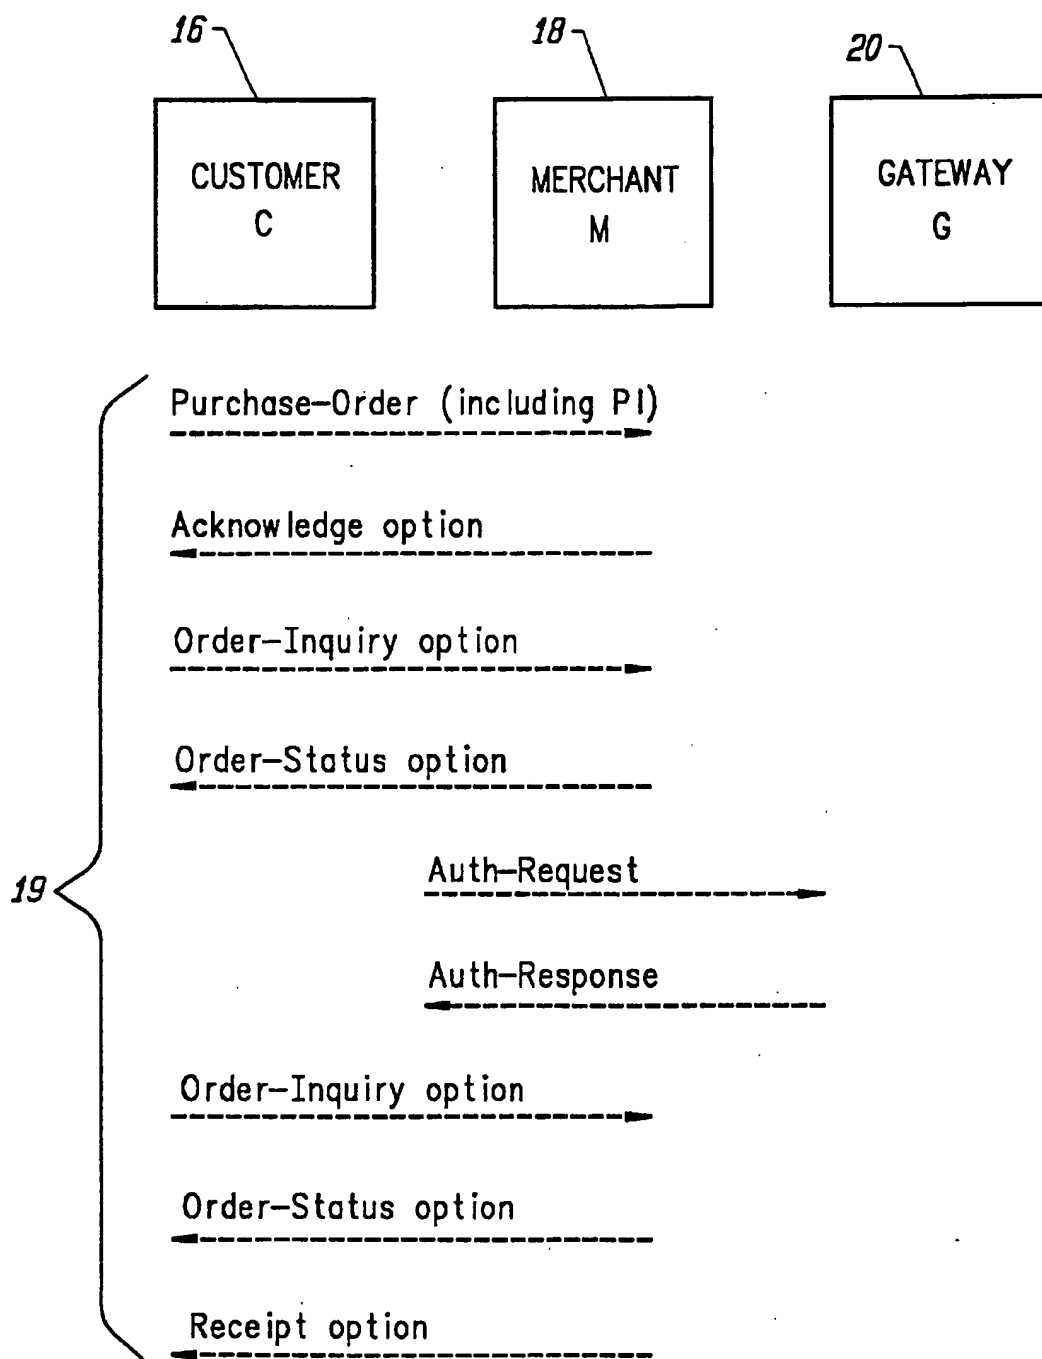 16
18
20
CUSTOMER
C
MERCHANT
M
GATEWAY
G
Purchase-Order (including PI)
Acknowledge option
Order-Inquiry option
Order-Status option
Auth-Request
19
Auth-Response
Order-Inquiry option
Order-Status option
Receipt option